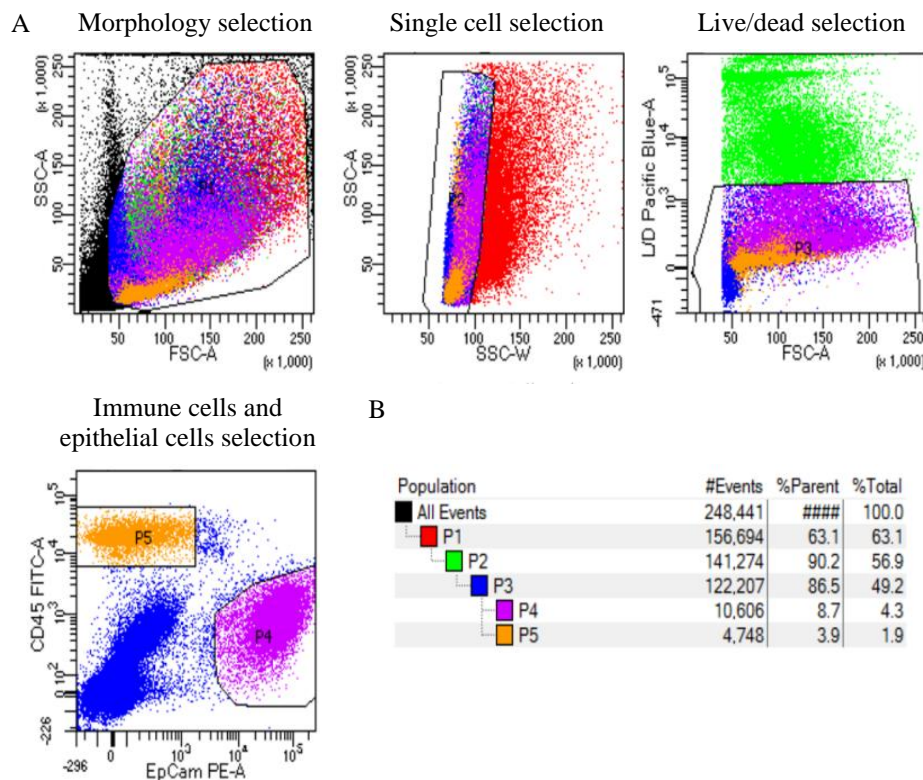 A
Morphology selection
Single cell selection
Live/dead selection
SSC-A
(x 1,000)
250
200
150
100
50
50 100 150 200 250
FSC-A
(x 1,000)
SSC-A
(x 1,000)
250
200
150
100
50
50 100 150 200 250
SSC-W
(x 1,000)
L/D Pacific Blue-A
10^5
10^4
10^3
0
-471
P3
50 100 150 200 250
FSC-A
(x 1,000)
Immune cells and
epithelial cells selection
CD45 FITC-A
10^5
10^4
10^3
10^2
0
-226
P5
P4
-296
0 10^3 10^4 10^5
EpCam PE-A
B
Population #Events %Parent %Total
All Events 248,441 #### 100.0
P1 156,694 63.1 63.1
P2 141,274 90.2 56.9
P3 122,207 86.5 49.2
P4 10,606 8.7 4.3
P5 4,748 3.9 1.9